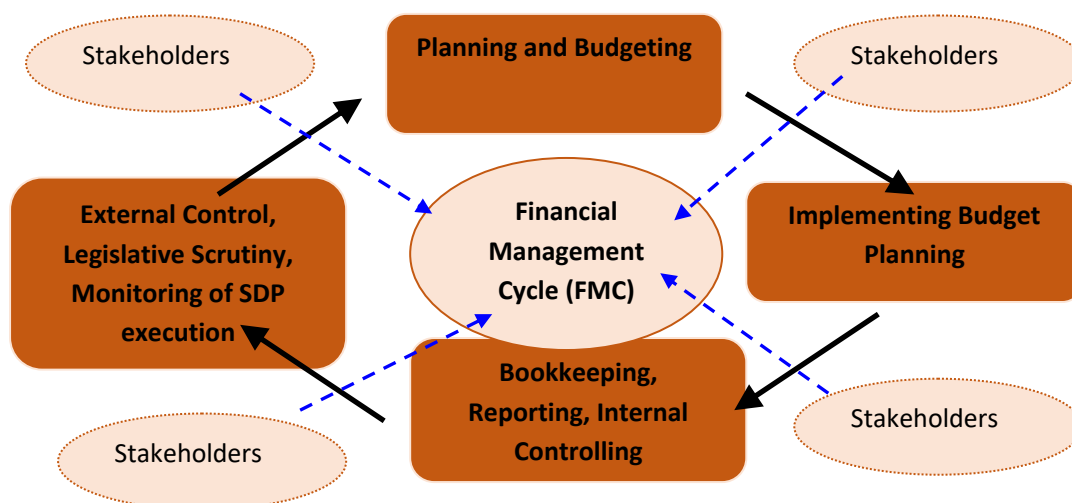 Stakeholders
Planning and Budgeting
Stakeholders
External Control,
Legislative Scrutiny,
Monitoring of SDP
execution
Financial
Management
Cycle (FMC)
Implementing Budget
Planning
Bookkeeping,
Reporting, Internal
Controlling
Stakeholders
Stakeholders